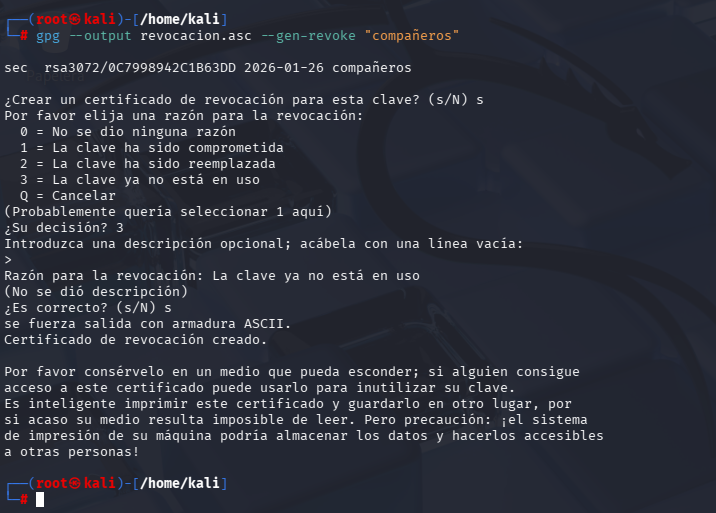 ┌──(root㉿kali)-[/home/kali]
└─# gpg --output revocacion.asc --gen-revoke "compañeros"
sec  rsa3072/0C7998942C1B63DD 2026-01-26 compañeros
¿Crear un certificado de revocación para esta clave? (s/N) s
Por favor elija una razón para la revocación:
  0 = No se dio ninguna razón
  1 = La clave ha sido comprometida
  2 = La clave ha sido reemplazada
  3 = La clave ya no está en uso
  Q = Cancelar
(Probablemente quería seleccionar 1 aquí)
¿Su decisión? 3
Introduzca una descripción opcional; acábela con una línea vacía:
>
Razón para la revocación: La clave ya no está en uso
(No se dió descripción)
¿Es correcto? (s/N) s
se fuerza salida con armadura ASCII.
Certificado de revocación creado.
Por favor consérvelo en un medio que pueda esconder; si alguien consigue
acceso a este certificado puede usarlo para inutilizar su clave.
Es inteligente imprimir este certificado y guardarlo en otro lugar, por
si acaso su medio resulta imposible de leer. Pero precaución: ¡el sistema
de impresión de su máquina podría almacenar los datos y hacerlos accesibles
a otras personas!
┌──(root㉿kali)-[/home/kali]
└─#